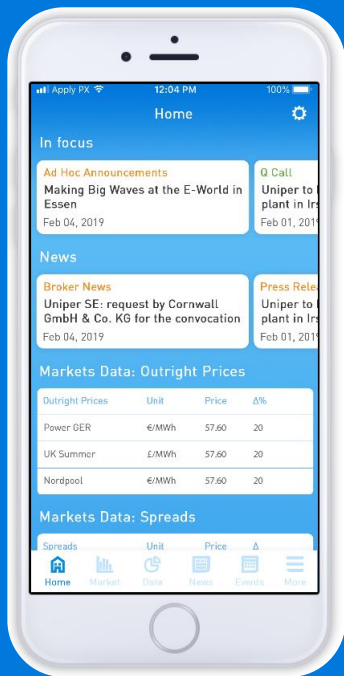 Apply PX 12:04 PM 100%
Home
In focus
Ad Hoc Announcements
Making Big Waves at the E-World in
Essen
Feb 04, 2019
Q Call
Uniper to
plant in Irs
Feb 01, 201
News
Broker News
Uniper SE: request by Cornwall
GmbH & Co. KG for the convocation
Feb 04, 2019
Press Relea
Uniper to
plant in Irs
Feb 01, 201
Markets Data: Outright Prices
Outright Prices Unit Price Δ%
Power GER €/MWh 57.60 20
UK Summer £/MWh 57.60 20
Nordpool €/MWh 57.60 20
Markets Data: Spreads
Spreads Unit Price Δ
Home Market Data News Events More